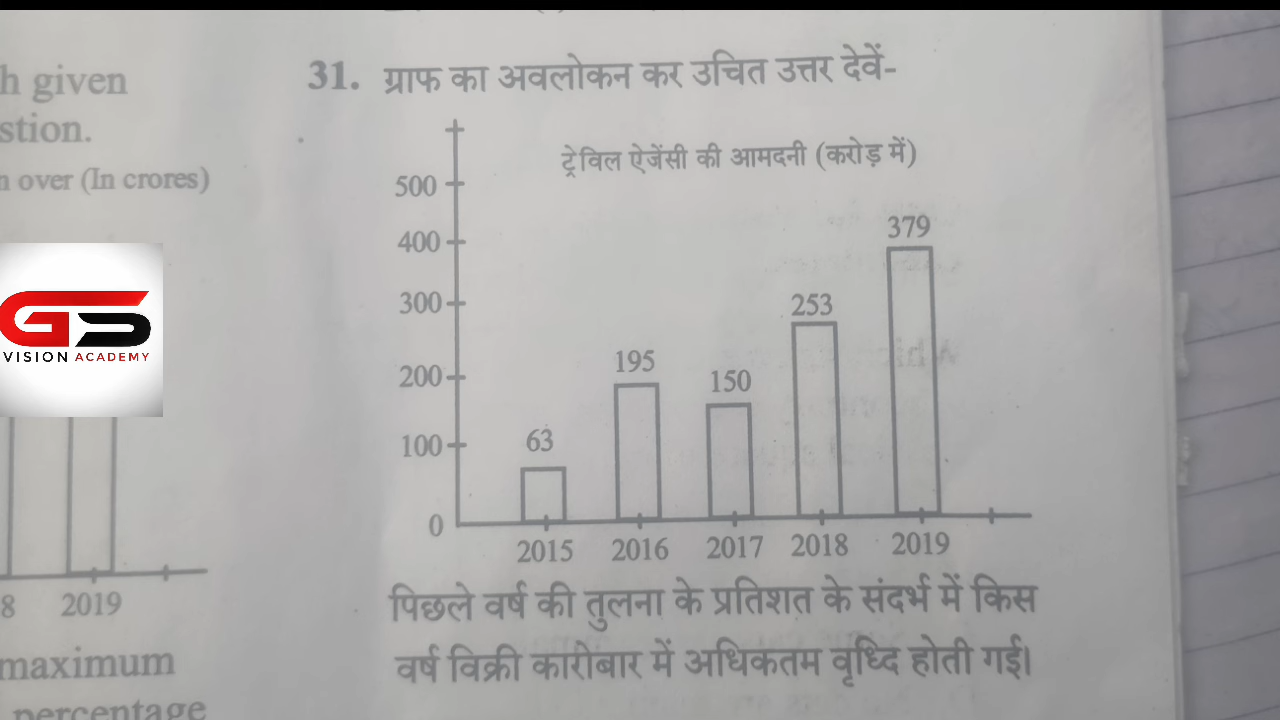 h given
stion.
n over (In crores)
GS
VISION ACADEMY
8 2019
maximum
percentage
31. ग्राफ का अवलोकन कर उचित उत्तर देवें-
ट्रेविल ऐजेंसी की आमदनी (करोड़ में)
500
400
300
200
100
0
63
195
150
253
379
2015 2016 2017 2018 2019
पिछले वर्ष की तुलना के प्रतिशत के संदर्भ में किस
वर्ष विक्री कारोबार में अधिकतम वृध्दि होती गई।